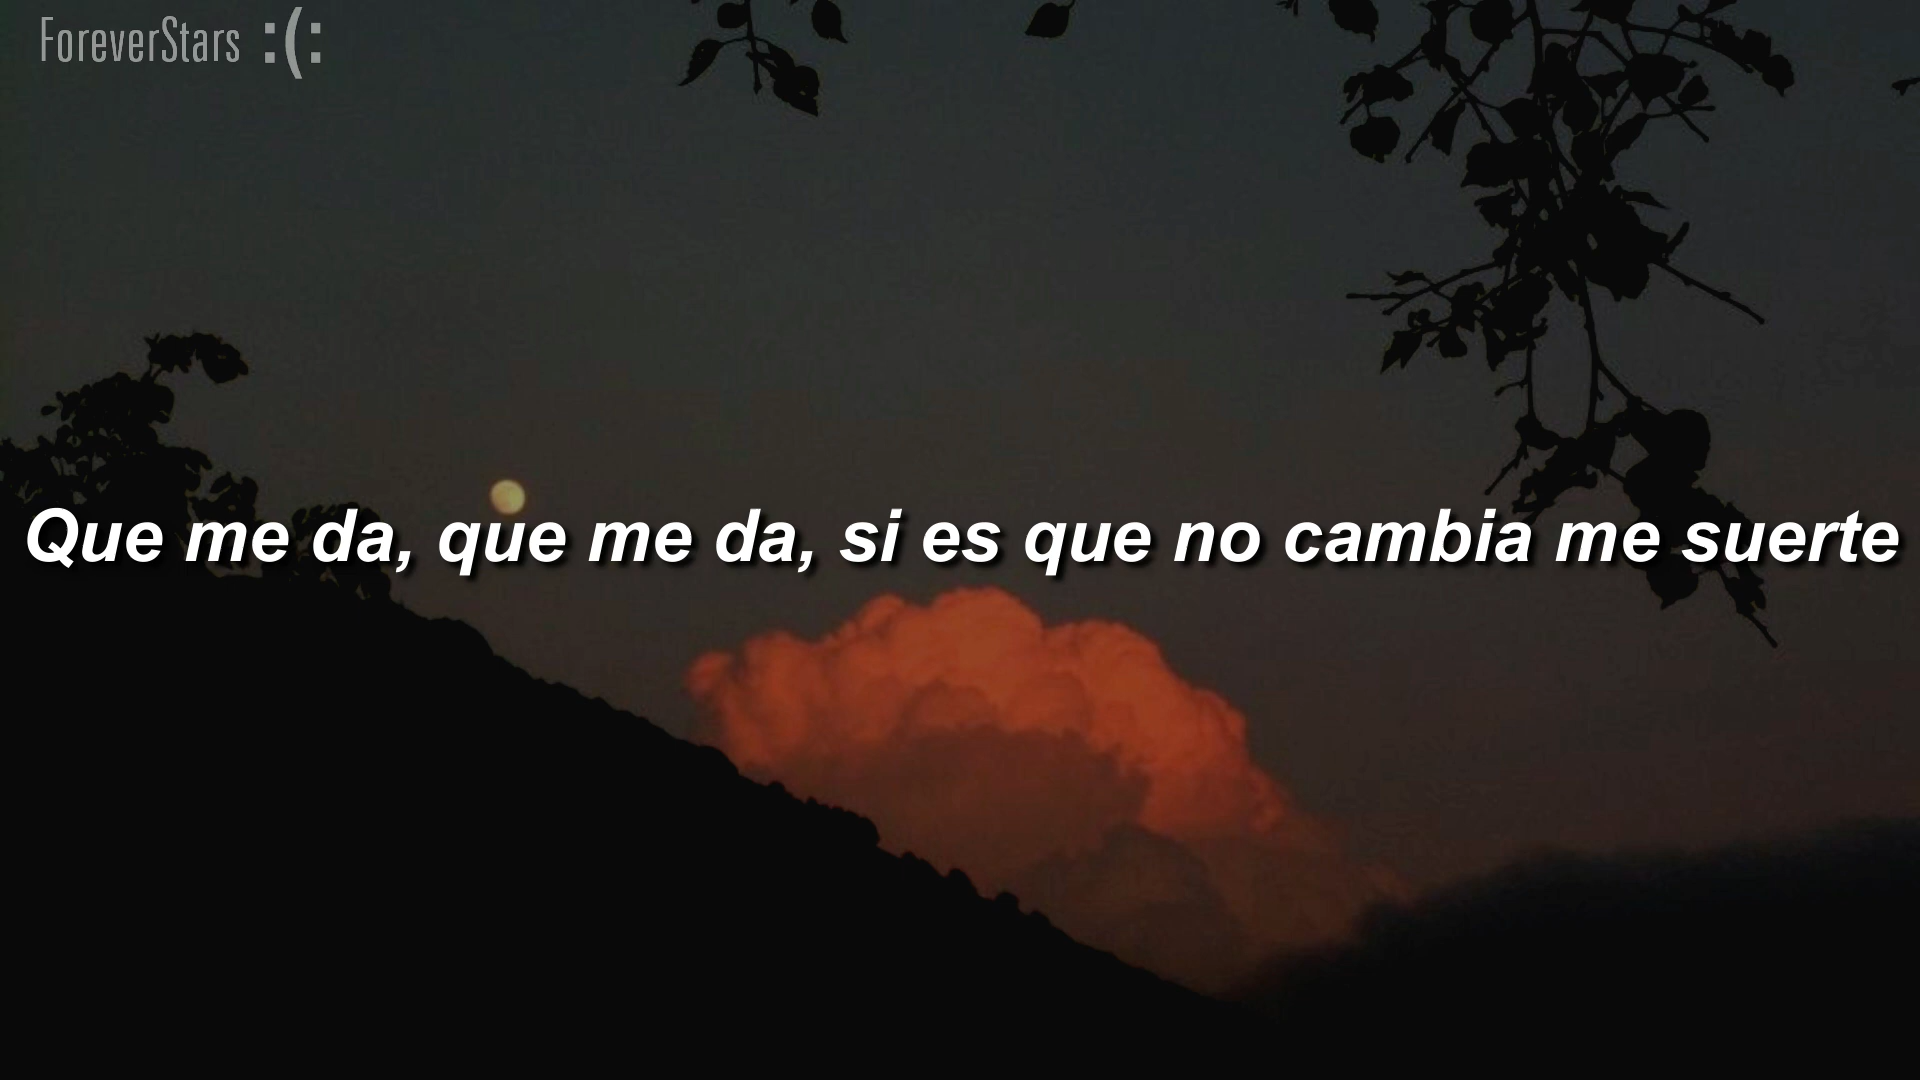 ForeverStars :(:
Que me da, que me da, si es que no cambia me suerte